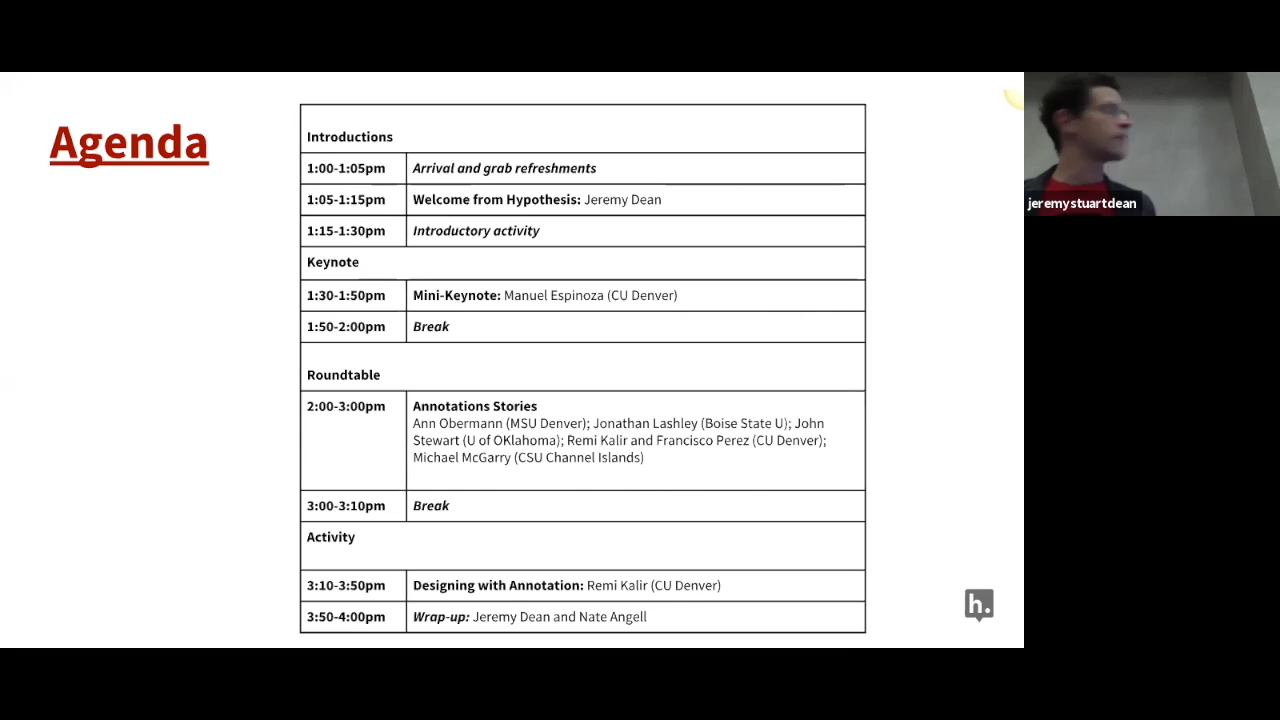 Agenda
Introductions
1:00-1:05pm Arrival and grab refreshments
1:05-1:15pm Welcome from Hypothesis: Jeremy Dean
1:15-1:30pm Introductory activity
Keynote
1:30-1:50pm Mini-Keynote: Manuel Espinoza (CU Denver)
1:50-2:00pm Break
Roundtable
2:00-3:00pm Annotations Stories
Ann Obermann (MSU Denver); Jonathan Lashley (Boise State U); John
Stewart (U of OKlahoma); Remi Kalir and Francisco Perez (CU Denver);
Michael McGarry (CSU Channel Islands)
3:00-3:10pm Break
Activity
3:10-3:50pm Designing with Annotation: Remi Kalir (CU Denver)
3:50-4:00pm Wrap-up: Jeremy Dean and Nate Angell
h.
jeremystuartdean